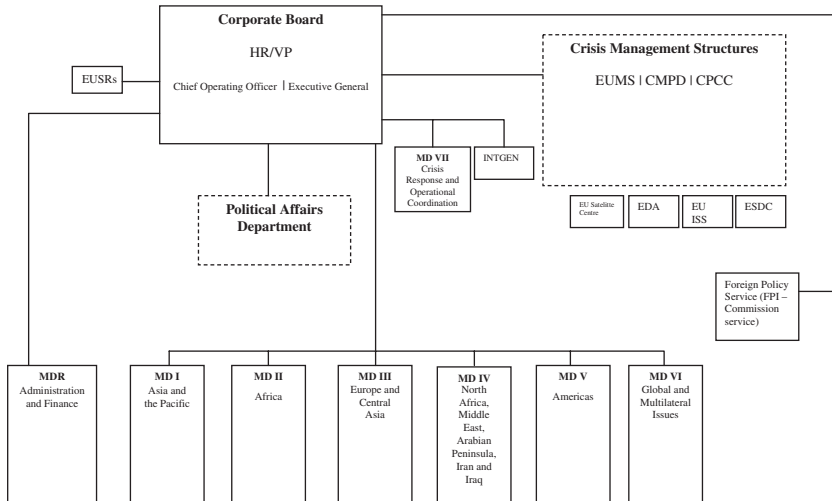 Corporate Board
HR/VP
Chief Operating Officer | Executive General
EUSRs
Crisis Management Structures
EUMS | CMPD | CPCC
MD VII
Crisis
Response and
Operational
Coordination
INTGEN
Political Affairs
Department
EU Satelitte
Centre
EDA
EU
ISS
ESDC
Foreign Policy
Service (FPI –
Commission
service)
MDR
Administration
and Finance
MD I
Asia and
the Pacific
MD II
Africa
MD III
Europe and
Central
Asia
MD IV
North
Africa,
Middle
East,
Arabian
Peninsula,
Iran and
Iraq
MD V
Americas
MD VI
Global and
Multilateral
Issues